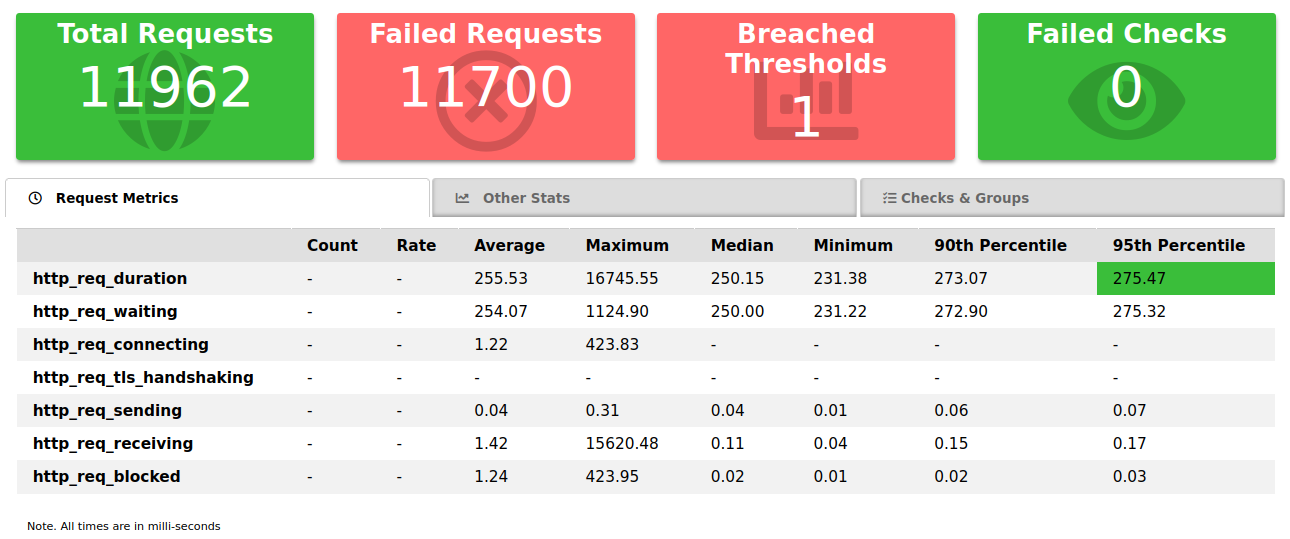 Total Requests
11962
Failed Requests
11700
Breached
Thresholds
1
Failed Checks
0
Request Metrics
Other Stats
Checks & Groups
Count Rate Average Maximum Median Minimum 90th Percentile 95th Percentile
http_req_duration - - 255.53 16745.55 250.15 231.38 273.07 275.47
http_req_waiting - - 254.07 1124.90 250.00 231.22 272.90 275.32
http_req_connecting - - 1.22 423.83 - - - -
http_req_tls_handshaking - - - - - - - -
http_req_sending - - 0.04 0.31 0.04 0.01 0.06 0.07
http_req_receiving - - 1.42 15620.48 0.11 0.04 0.15 0.17
http_req_blocked - - 1.24 423.95 0.02 0.01 0.02 0.03
Note. All times are in milli-seconds